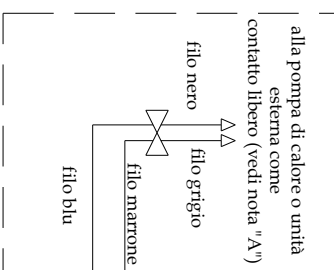 alla pompa di calore o unità
esterna come
contatto libero (vedi nota "A")
filo nero
filo grigio
filo marrone
filo blu